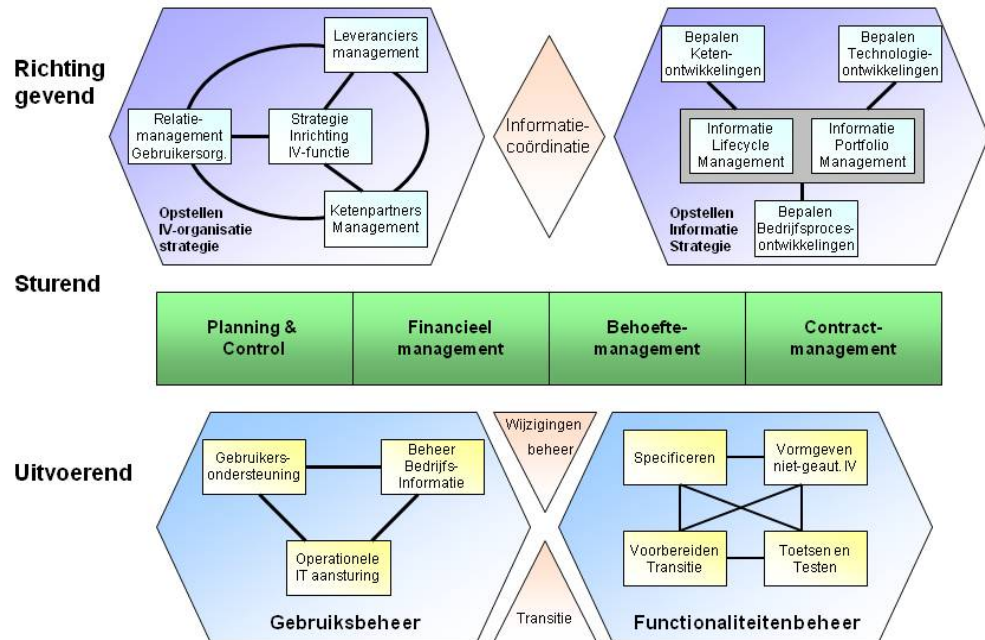 Richting
gevend
Leveranciers
management
Relatie-
management
Gebruikersorg.
Strategie
Inrichting
IV-functie
Ketenpartners
Management
Opstellen
IV-organisatie
strategie
Informatie-
coördinatie
Bepalen
Keten-
ontwikkelingen
Bepalen
Technologie-
ontwikkelingen
Informatie
Lifecycle
Management
Informatie
Portfolio
Management
Opstellen
Informatie
Strategie
Bepalen
Bedrijfsproces-
ontwikkelingen
Sturend
Planning &
Control
Financieel
management
Behoefte-
management
Contract-
management
Uitvoerend
Gebruikers-
ondersteuning
Beheer
Bedrijfs-
Informatie
Operationele
IT aansturing
Gebruiksbeheer
Wijzigingen
beheer
Transitie
Specificeren
Vormgeven
niet-geaut. IV
Voorbereiden
Transitie
Toetsen en
Testen
Functionaliteitenbeheer